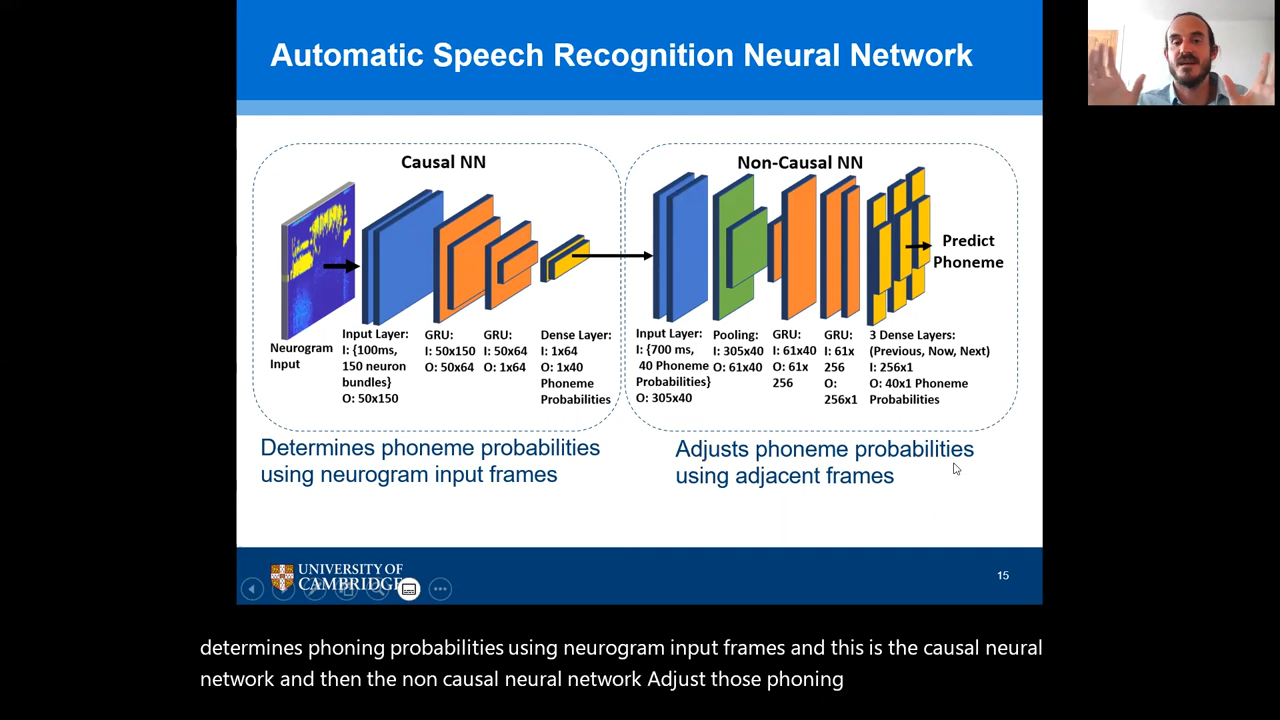 Automatic Speech Recognition Neural Network
Causal NN
Neurogram
Input
Input Layer:
I: {100ms,
150 neuron
bundles}
O: 50x150
GRU:
I: 50x150
O: 50x64
GRU:
I: 50x64
O: 1x64
Dense Layer:
I: 1x64
O: 1x40
Phoneme
Probabilities
Determines phoneme probabilities
using neurogram input frames
Non-Causal NN
Predict
Phoneme
Input Layer:
I: {700 ms,
40 Phoneme
Probabilities}
O: 305x40
Pooling:
I: 305x40
O: 61x40
GRU:
I: 61x40
O: 61x
256
GRU:
I: 61x
256
O:
256x1
3 Dense Layers:
(Previous, Now, Next)
I: 256x1
O: 40x1 Phoneme
Probabilities
Adjusts phoneme probabilities
using adjacent frames
UNIVERSITY OF
CAMBRIDGE
15
determines phoning probabilities using neurogram input frames and this is the causal neural
network and then the non causal neural network Adjust those phoning